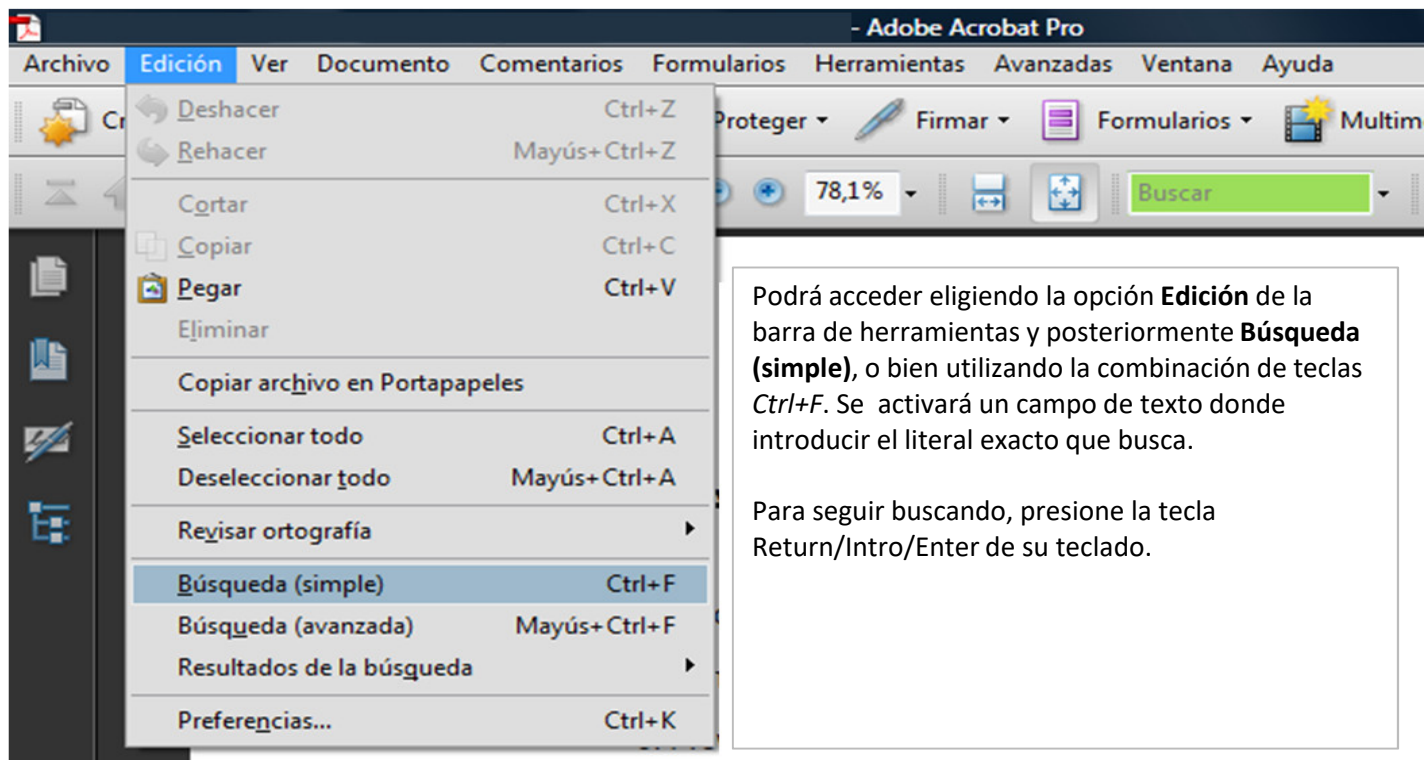 - Adobe Acrobat Pro
Archivo Edición Ver Documento Comentarios Formularios Herramientas Avanzadas Ventana Ayuda
Proteger Firmar Formularios
78,1% Buscar
Deshacer Ctrl+Z
Rehacer Mayús+Ctrl+Z
Cortar Ctrl+X
Copiar Ctrl+C
Pegar Ctrl+V
Eliminar
Copiar archivo en Portapapeles
Seleccionar todo Ctrl+A
Deseleccionar todo Mayús+Ctrl+A
Revisar ortografía
Búsqueda (simple) Ctrl+F
Búsqueda (avanzada) Mayús+Ctrl+F
Resultados de la búsqueda
Preferencias... Ctrl+K
Podrá acceder eligiendo la opción Edición de la
barra de herramientas y posteriormente Búsqueda
(simple), o bien utilizando la combinación de teclas
Ctrl+F. Se activará un campo de texto donde
introducir el literal exacto que busca.
Para seguir buscando, presione la tecla
Return/Intro/Enter de su teclado.